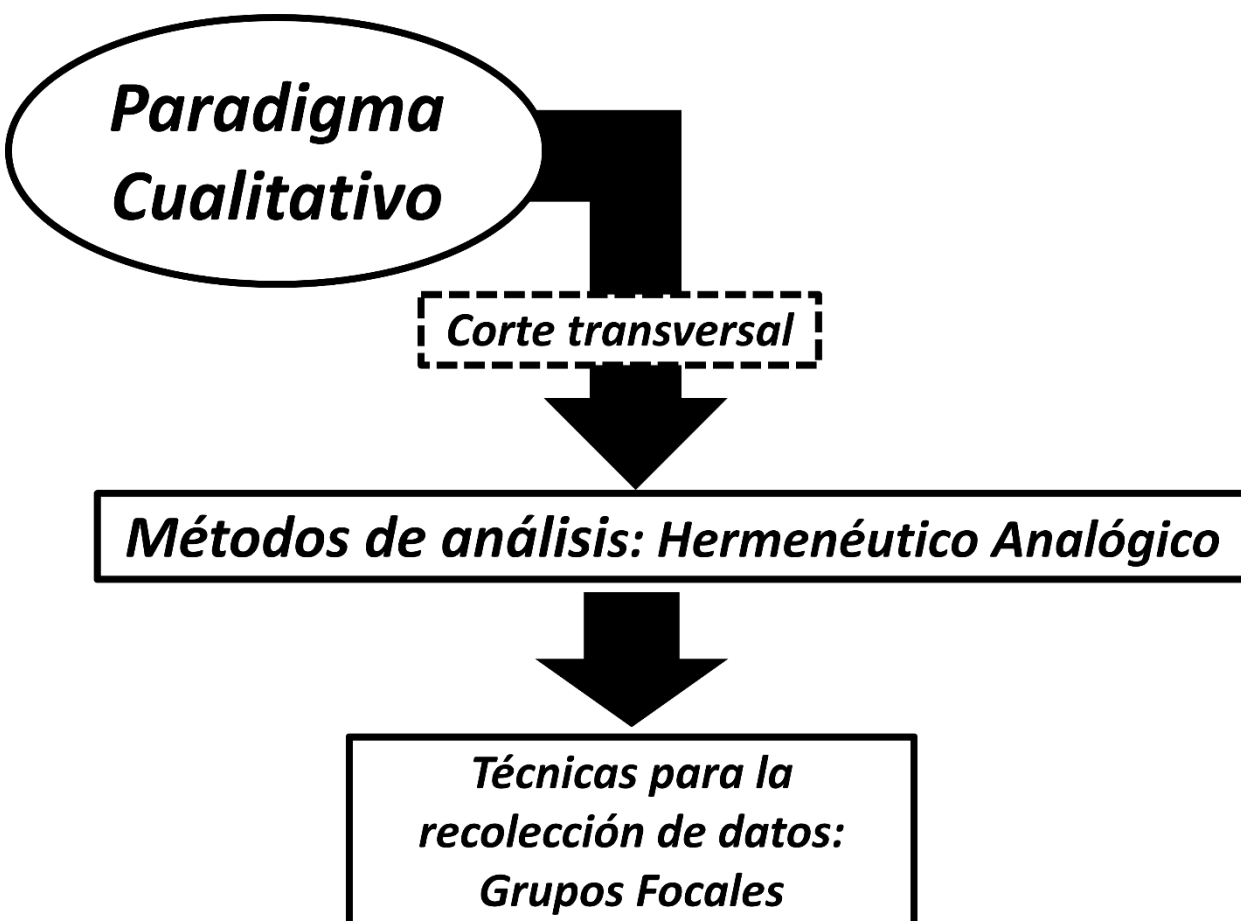 Paradigma
Cualitativo
Corte transversal
Métodos de análisis: Hermenéutico Analógico
Técnicas para la
recolección de datos:
Grupos Focales